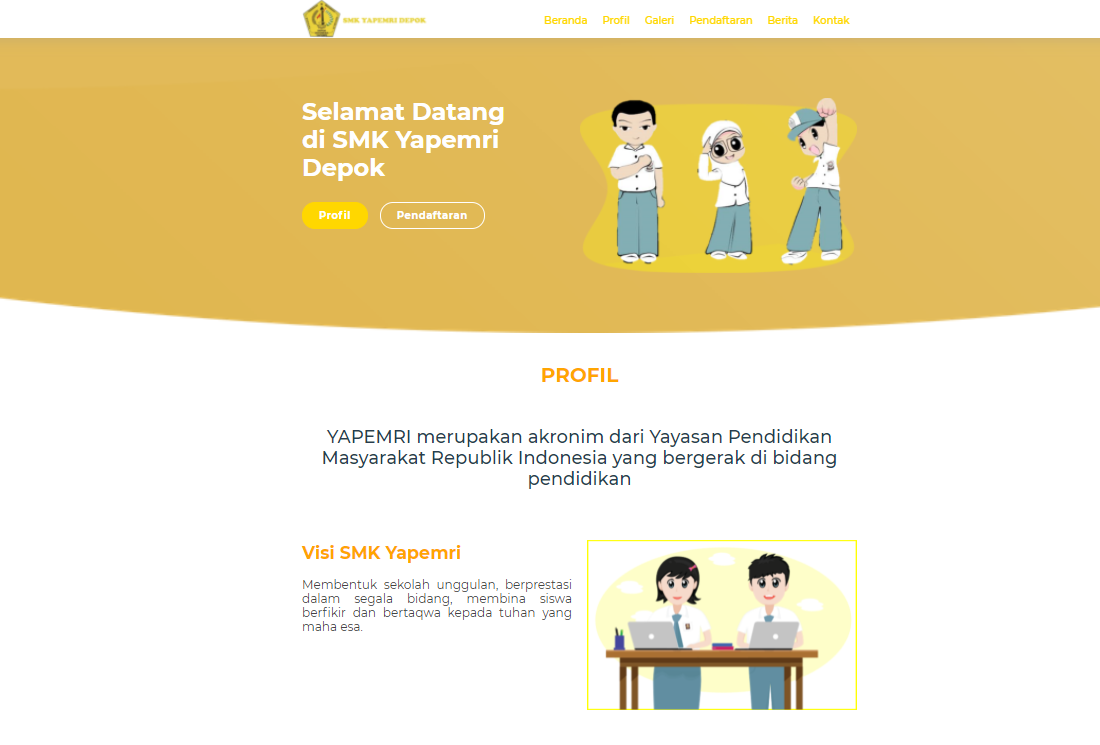 SMK YAPEMRI DEPOK
Beranda Profil Galeri Pendaftaran Berita Kontak
Selamat Datang
di SMK Yapemri
Depok
Profil Pendaftaran
PROFIL
YAPEMRI merupakan akronim dari Yayasan Pendidikan
Masyarakat Republik Indonesia yang bergerak di bidang
pendidikan
Visi SMK Yapemri
Membentuk sekolah unggulan, berprestasi
dalam segala bidang, membina siswa
berfikir dan bertaqwa kepada tuhan yang
maha esa.